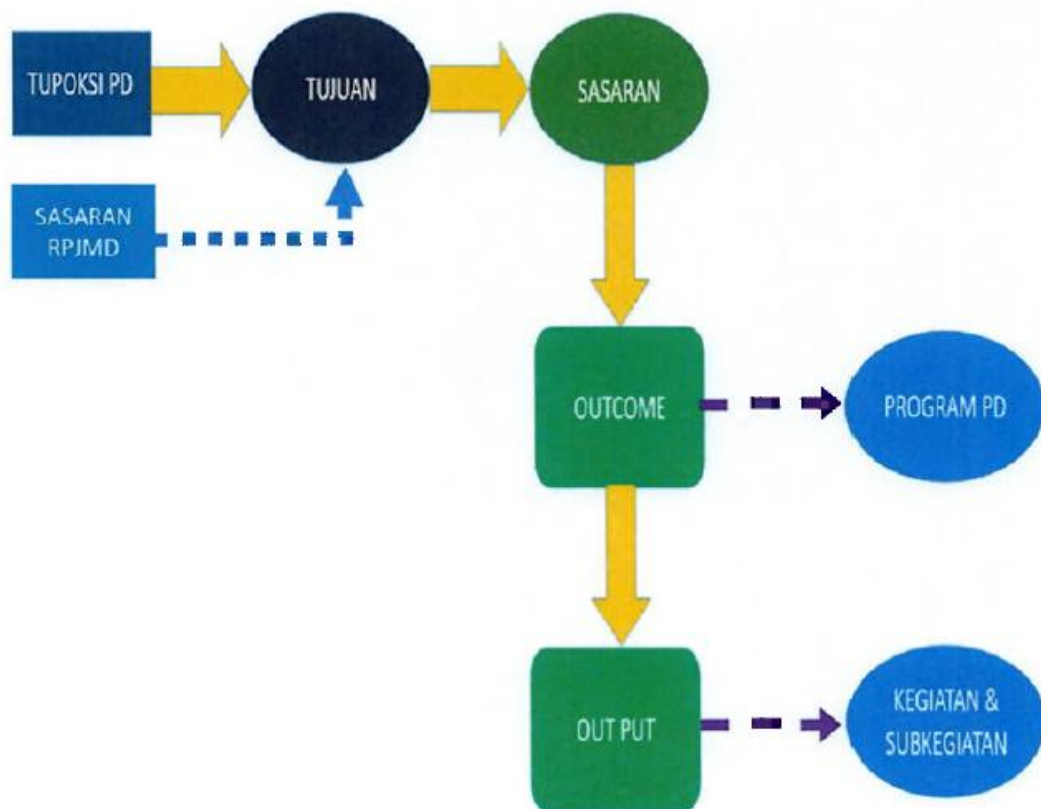 TUPOKSI PD
TUJUAN
SASARAN
SASARAN
RPJMD
OUTCOME
PROGRAM PD
OUT PUT
KEGIATAN &
SUBKEGIATAN